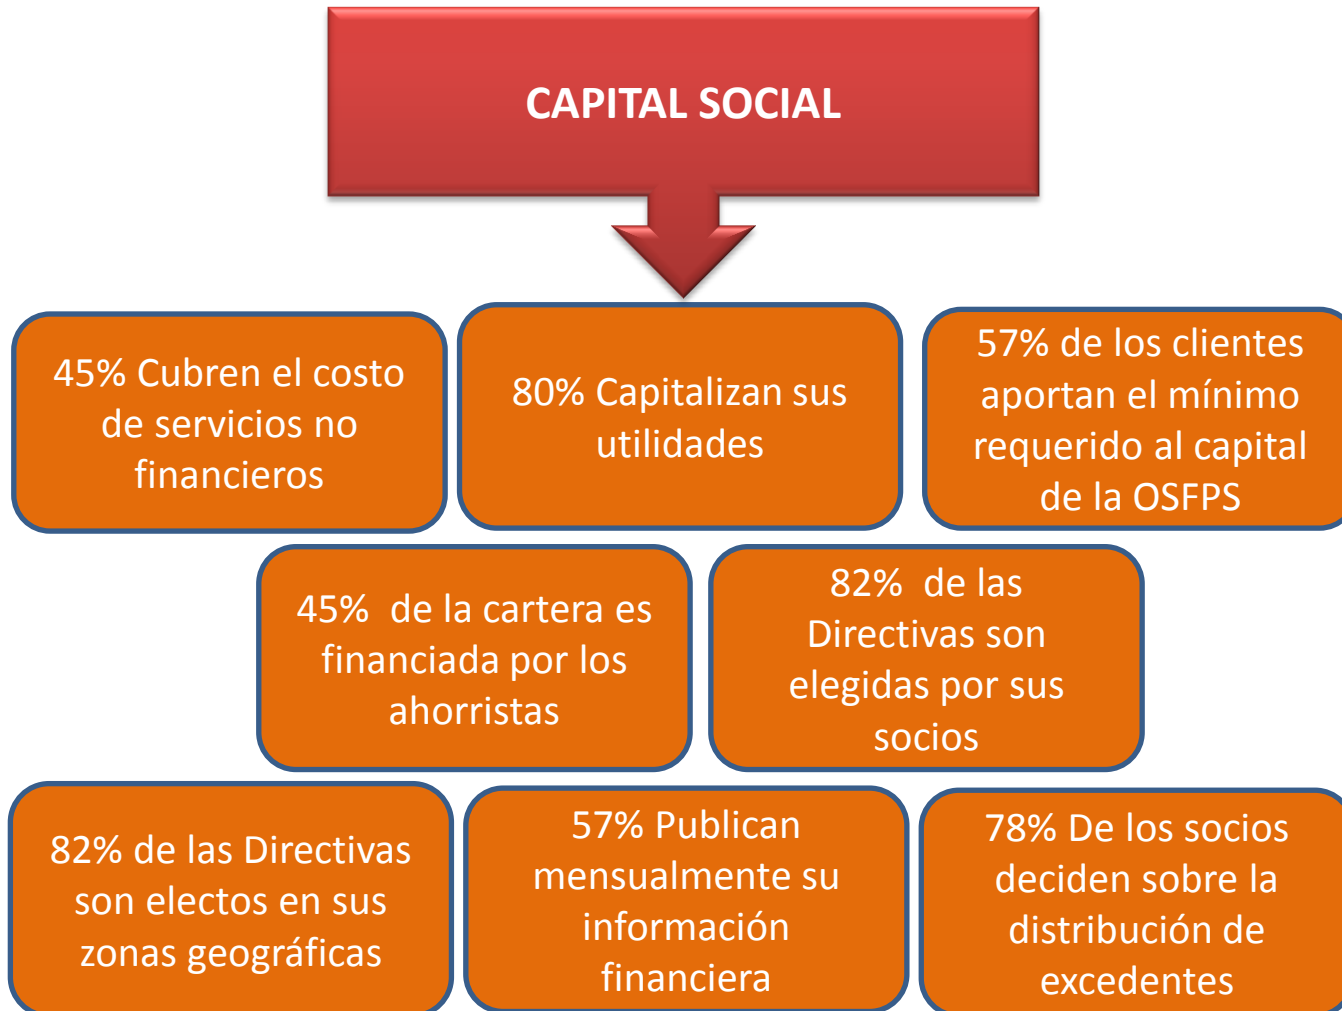 CAPITAL SOCIAL
45% Cubren el costo
de servicios no
financieros
80% Capitalizan sus
utilidades
57% de los clientes
aportan el mínimo
requerido al capital
de la OSFPS
45% de la cartera es
financiada por los
ahorristas
82% de las
Directivas son
elegidas por sus
socios
82% de las Directivas
son electos en sus
zonas geográficas
57% Publican
mensualmente su
información
financiera
78% De los socios
deciden sobre la
distribución de
excedentes